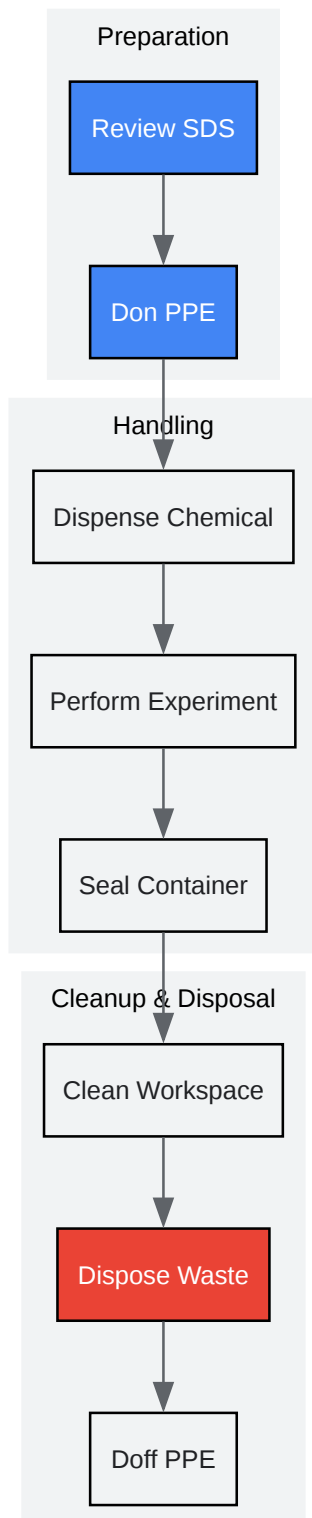 Preparation
Review SDS
Don PPE
Handling
Dispense Chemical
Perform Experiment
Seal Container
Cleanup & Disposal
Clean Workspace
Dispose Waste
Doff PPE